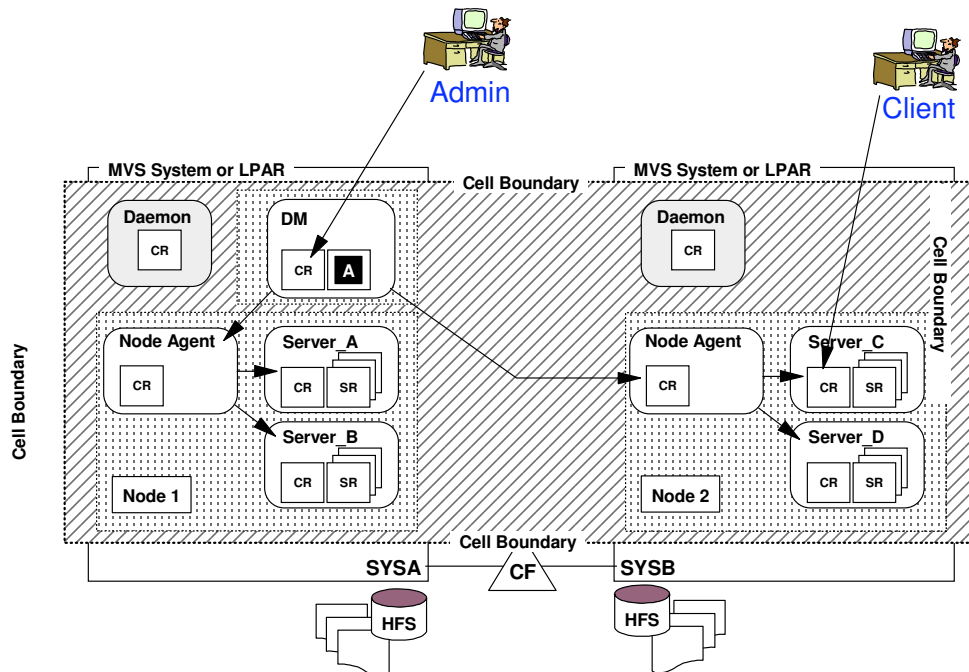 Admin
Client
MVS System or LPAR
MVS System or LPAR
Cell Boundary
Daemon
CR
DM
CR
A
Daemon
CR
Cell Boundary
Cell Boundary
Node Agent
CR
Server_A
CR
SR
Server_B
CR
SR
Node 1
Node Agent
CR
Server_C
CR
SR
Server_D
CR
SR
Node 2
Cell Boundary
SYSA
CF
SYSB
HFS
HFS